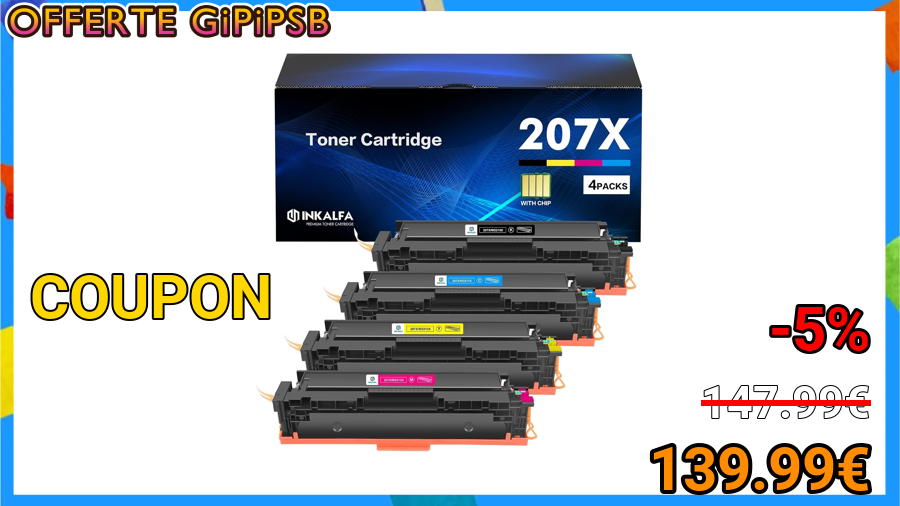 OFFERTE GiPiPSB
Toner Cartridge
207X
4PACKS
WITH CHIP
INKALFA
PREMIUM TONER CARTRIDGE
COUPON
-5%
147.99€
139.99€